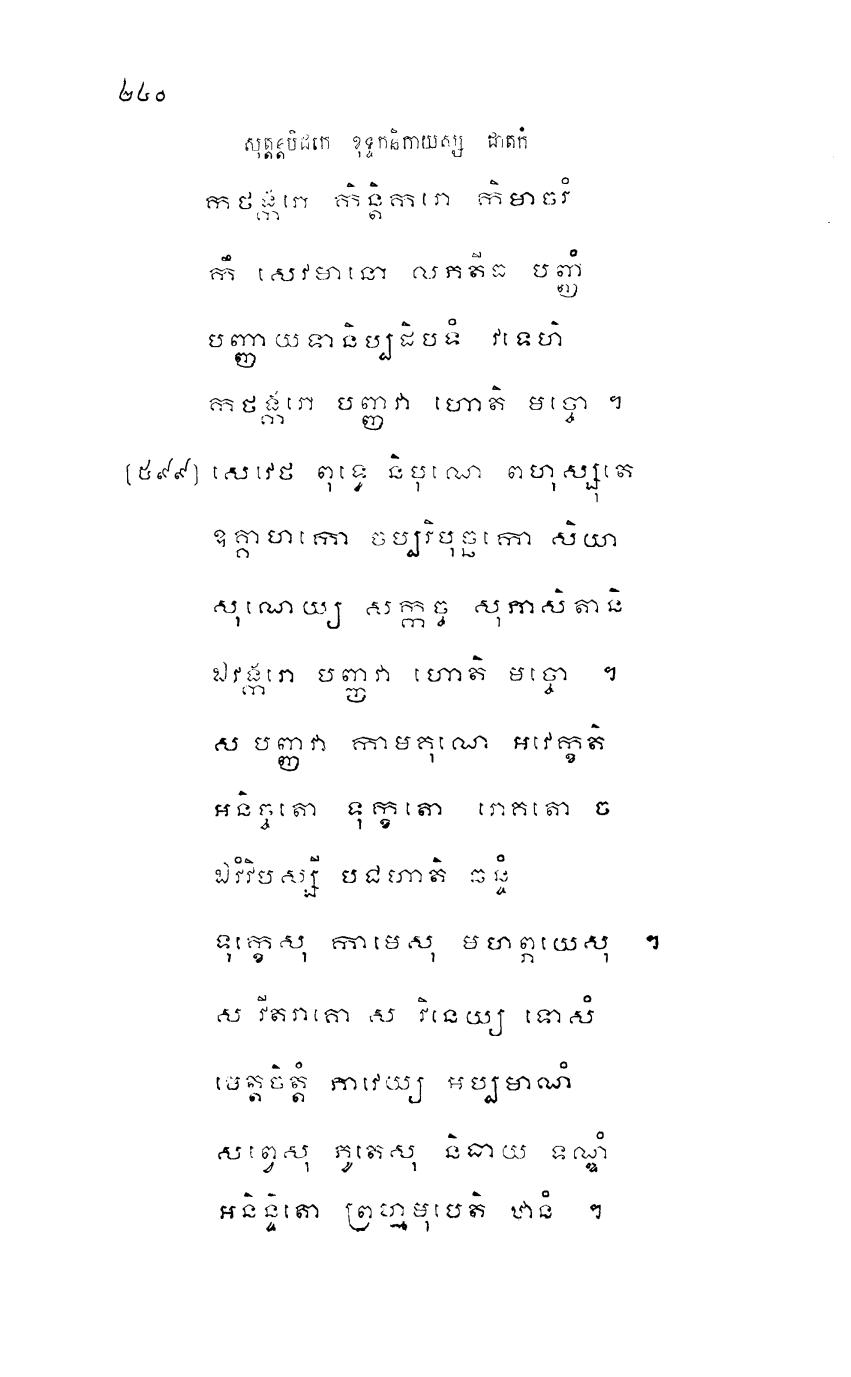 ២៤០
សុត្តន្តបិដកេ ខុទ្ទកនិកាយស្ស ជាតកំ
កថង្ការោ កិន្តិការោ កិមាចរំ
កឹ សេវមានោ លភតីធ បញ្ញំ
បញ្ញាយ ទានិប្បដិបទំ វទេហិ
កថង្ការោ បញ្ញវា ហោតិ មច្ចោ ។
[៥៩៩] សេវេថ ពុទ្ធេ និបុណោ ពហុស្សុតេ
ឧគ្គាហកោ ចប្បរិបុច្ឆកោ សិយា
សុណេយ្យ សក្កច្ច សុភាសិតានិ
ឯវង្ការោ បញ្ញវា ហោតិ មច្ចោ ។
ស បញ្ញវា កាមគុណេ អវេក្ខតិ
អនិច្ចតោ ទុក្ខតោ រោគតោ ច
ឯវំវិបស្សី បជហាតិ ឆន្ទំ
ទុក្ខេសុ កាមេសុ មហព្ភយេសុ ។
ស វីតរាគោ ស វិនេយ្យ ទោសំ
មេត្តចិត្តំ ភាវេយ្យ អប្បមាណំ
សព្វេសុ ភូតេសុ និធាយ ទណ្ឌំ
អនិន្ទិតោ ព្រហ្មមុបេតិ ឋានំ ។